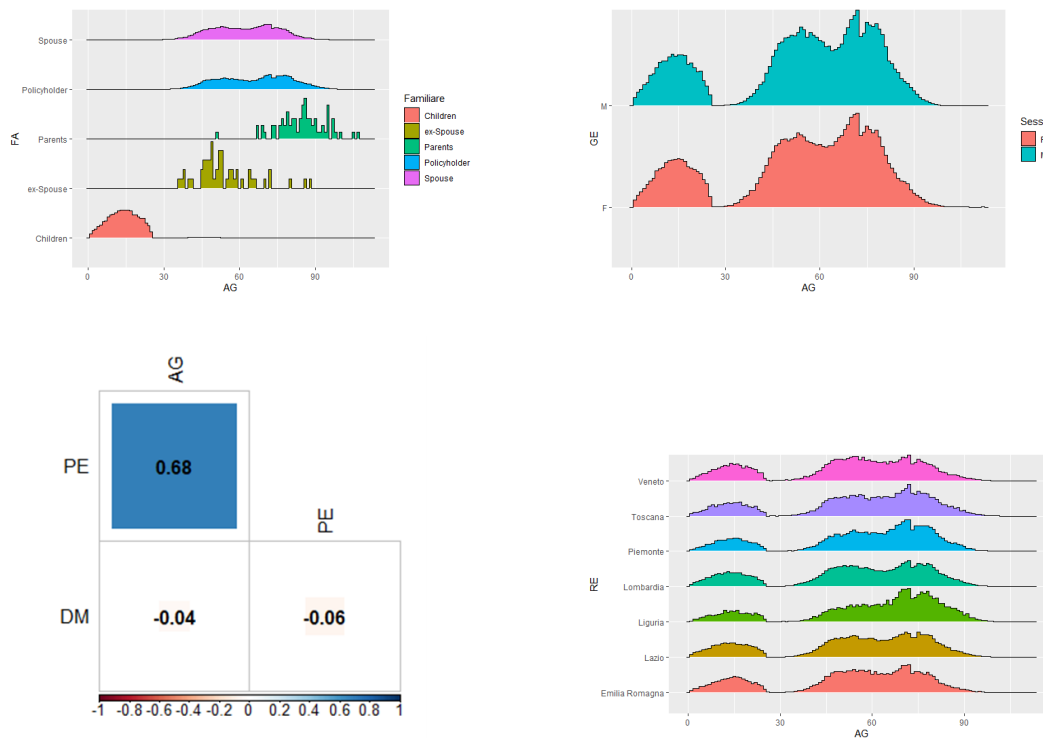 Spouse
Policyholder
Parents
ex-Spouse
Children
FA
0
30
60
90
AG
Familiare
Children
ex-Spouse
Parents
Policyholder
Spouse
M
F
GE
0
30
60
90
AG
Sess
AG
PE
0.68
PE
DM
-0.04
-0.06
-1 -0.8 -0.6 -0.4 -0.2 0 0.2 0.4 0.6 0.8 1
Veneto
Toscana
Piemonte
Lombardia
Liguria
Lazio
Emilia Romagna
RE
0
30
60
90
AG